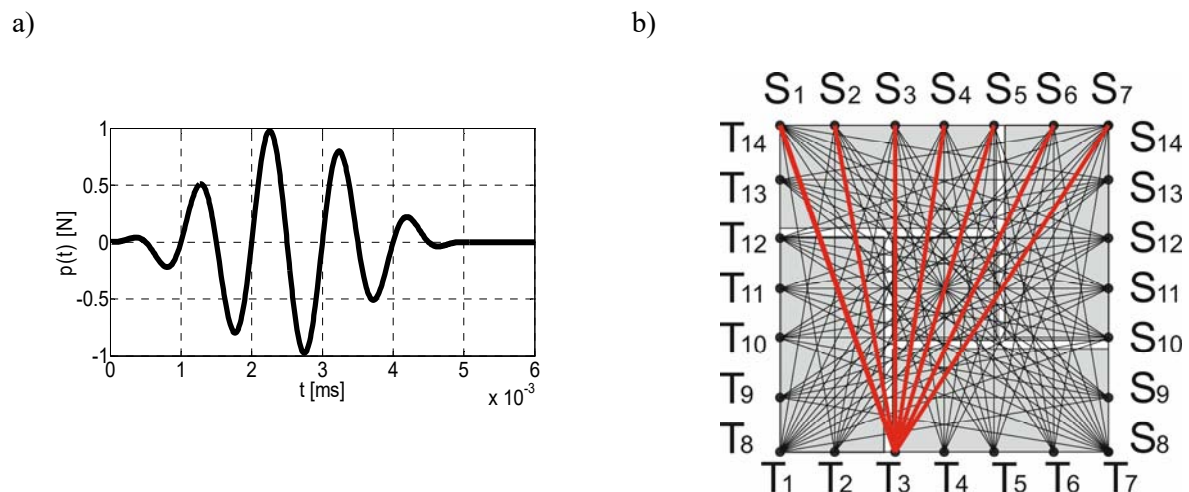 a)
b)
p(t) [N]
1
0.5
0
-0.5
-1
0 1 2 3 4 5 6
t [ms]
x 10-3
S1 S2 S3 S4 S5 S6 S7
T14 S14
T13 S13
T12 S12
T11 S11
T10 S10
T9 S9
T8 S8
T1 T2 T3 T4 T5 T6 T7